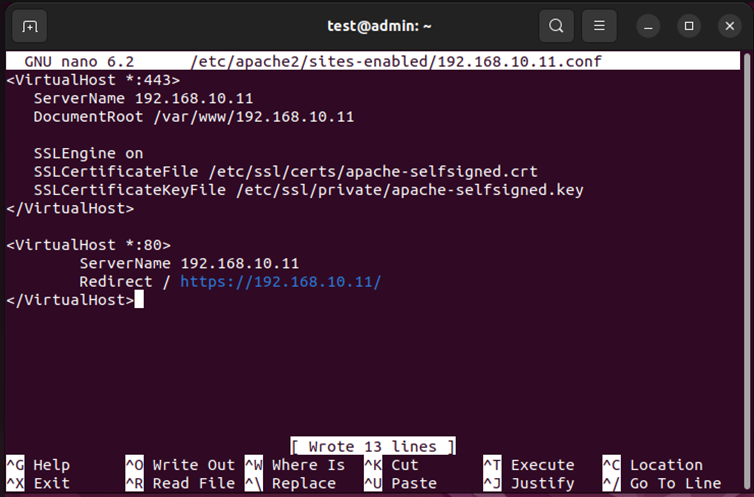 test@admin: ~
GNU nano 6.2 /etc/apache2/sites-enabled/192.168.10.11.conf
<VirtualHost *:443>
ServerName 192.168.10.11
DocumentRoot /var/www/192.168.10.11
SSLEngine on
SSLCertificateFile /etc/ssl/certs/apache-selfsigned.crt
SSLCertificateKeyFile /etc/ssl/private/apache-selfsigned.key
</VirtualHost>
<VirtualHost *:80>
ServerName 192.168.10.11
Redirect / https://192.168.10.11/
</VirtualHost>
[ Wrote 13 lines ]
^G Help ^O Write Out ^W Where Is ^K Cut ^T Execute ^C Location
^X Exit ^R Read File ^\ Replace ^U Paste ^J Justify ^/ Go To Line